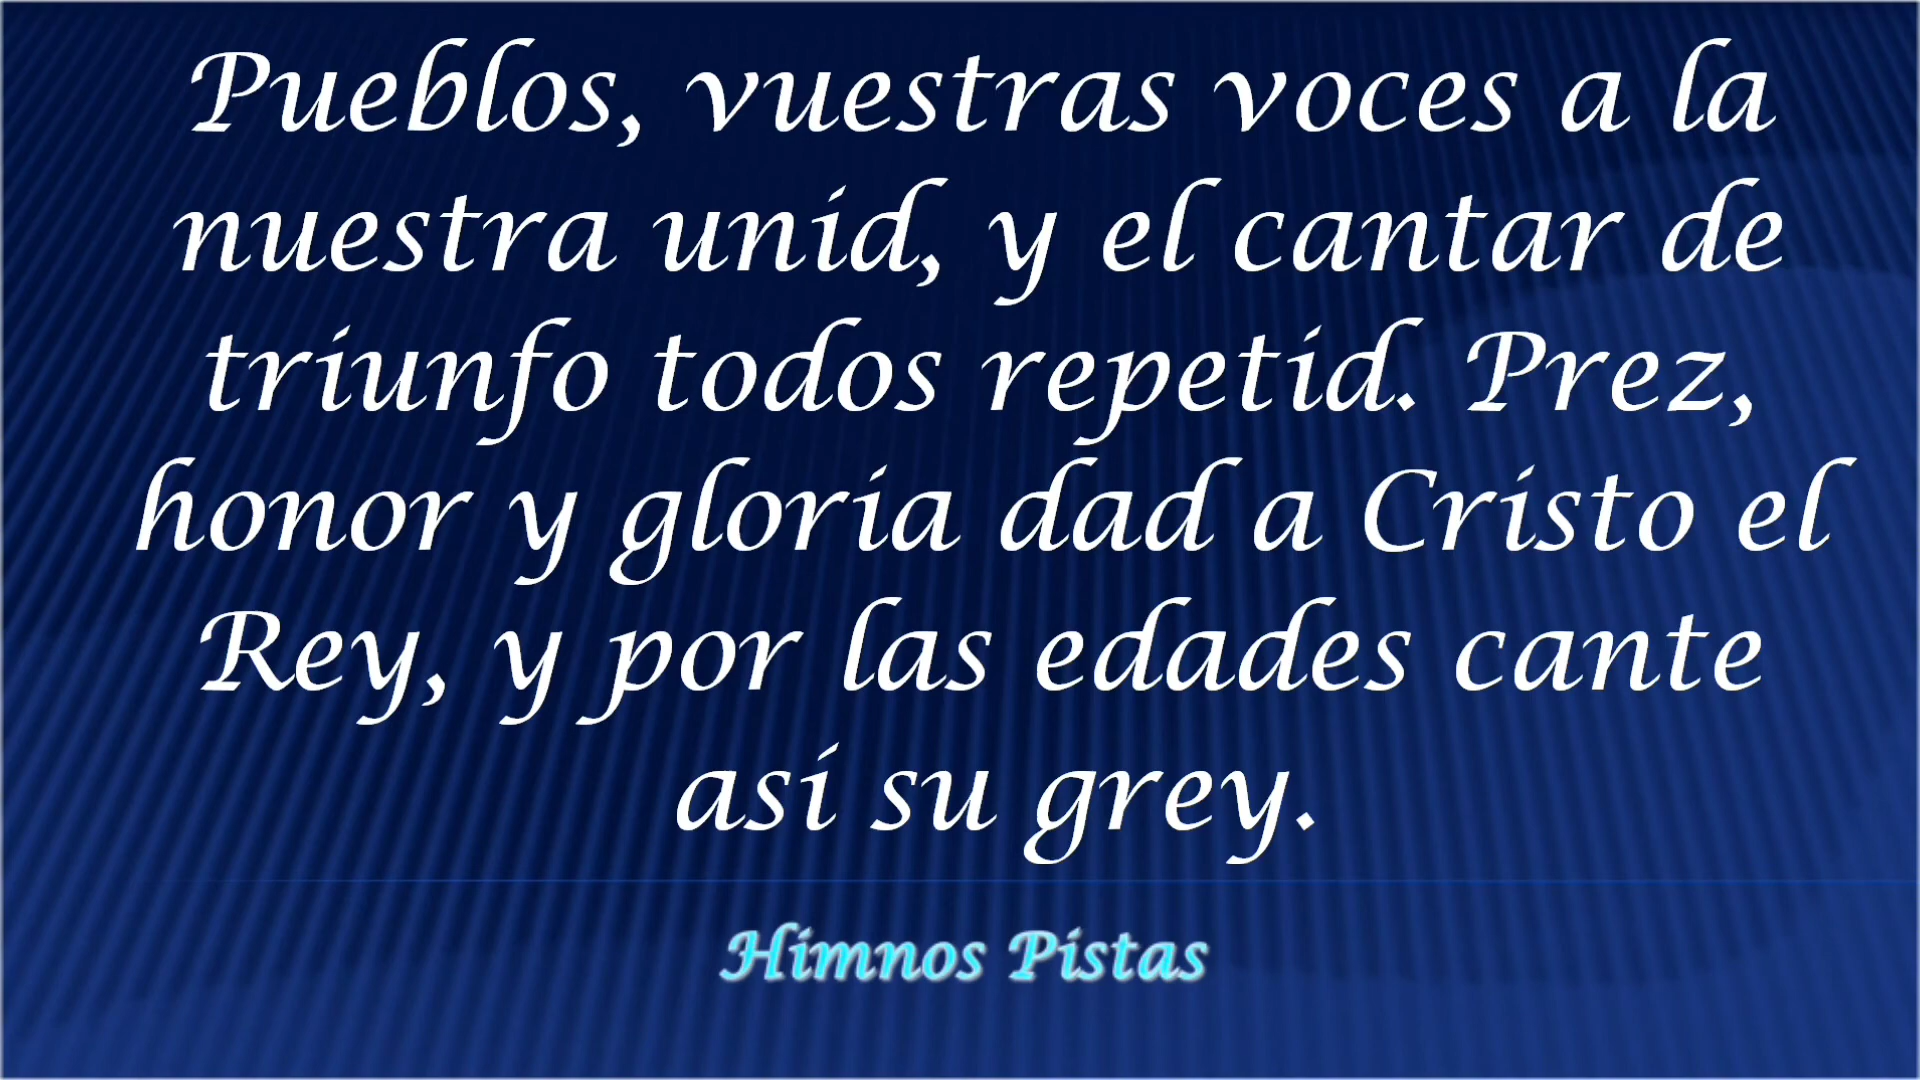 Pueblos, vuestras voces a la
nuestra unid, y el cantar de
triunfo todos repetid. Prez,
honor y gloria dad a Cristo el
Rey, y por las edades cante
así su grey.
Himnos Pistas